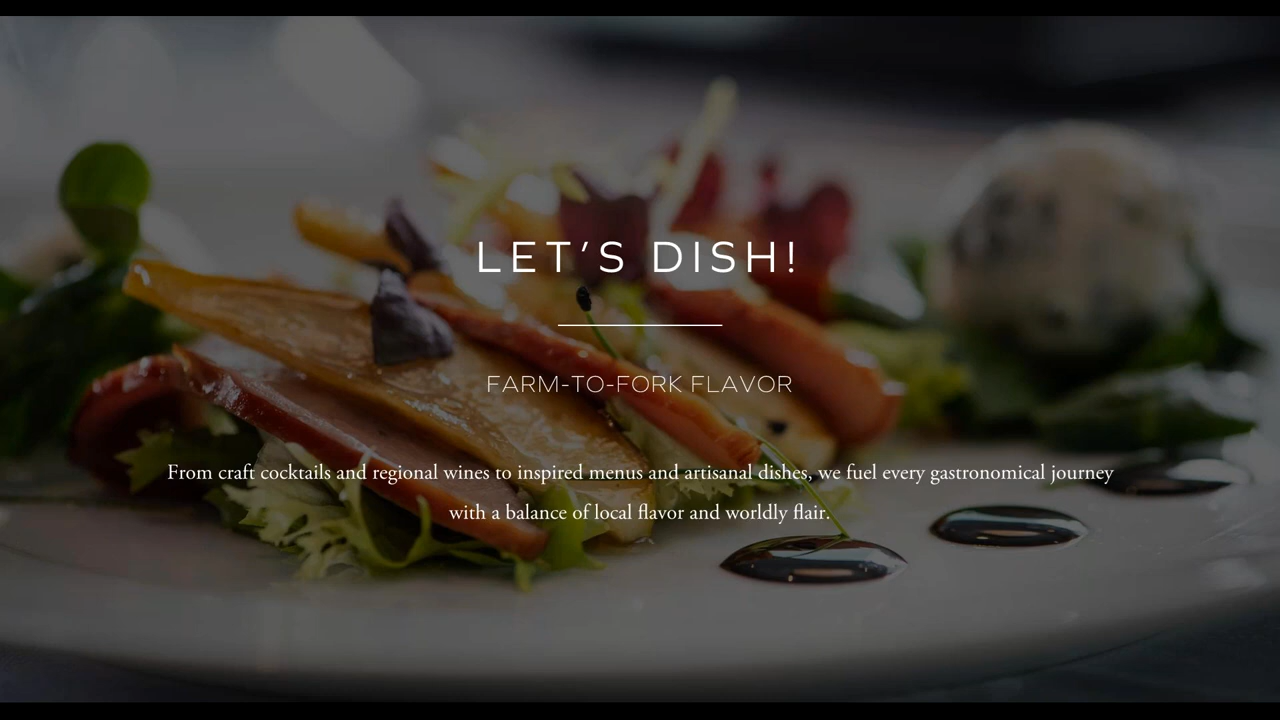 LET'S DISH!
FARM-TO-FORK FLAVOR
From craft cocktails and regional wines to inspired menus and artisanal dishes, we fuel every gastronomical journey
with a balance of local flavor and worldly flair.